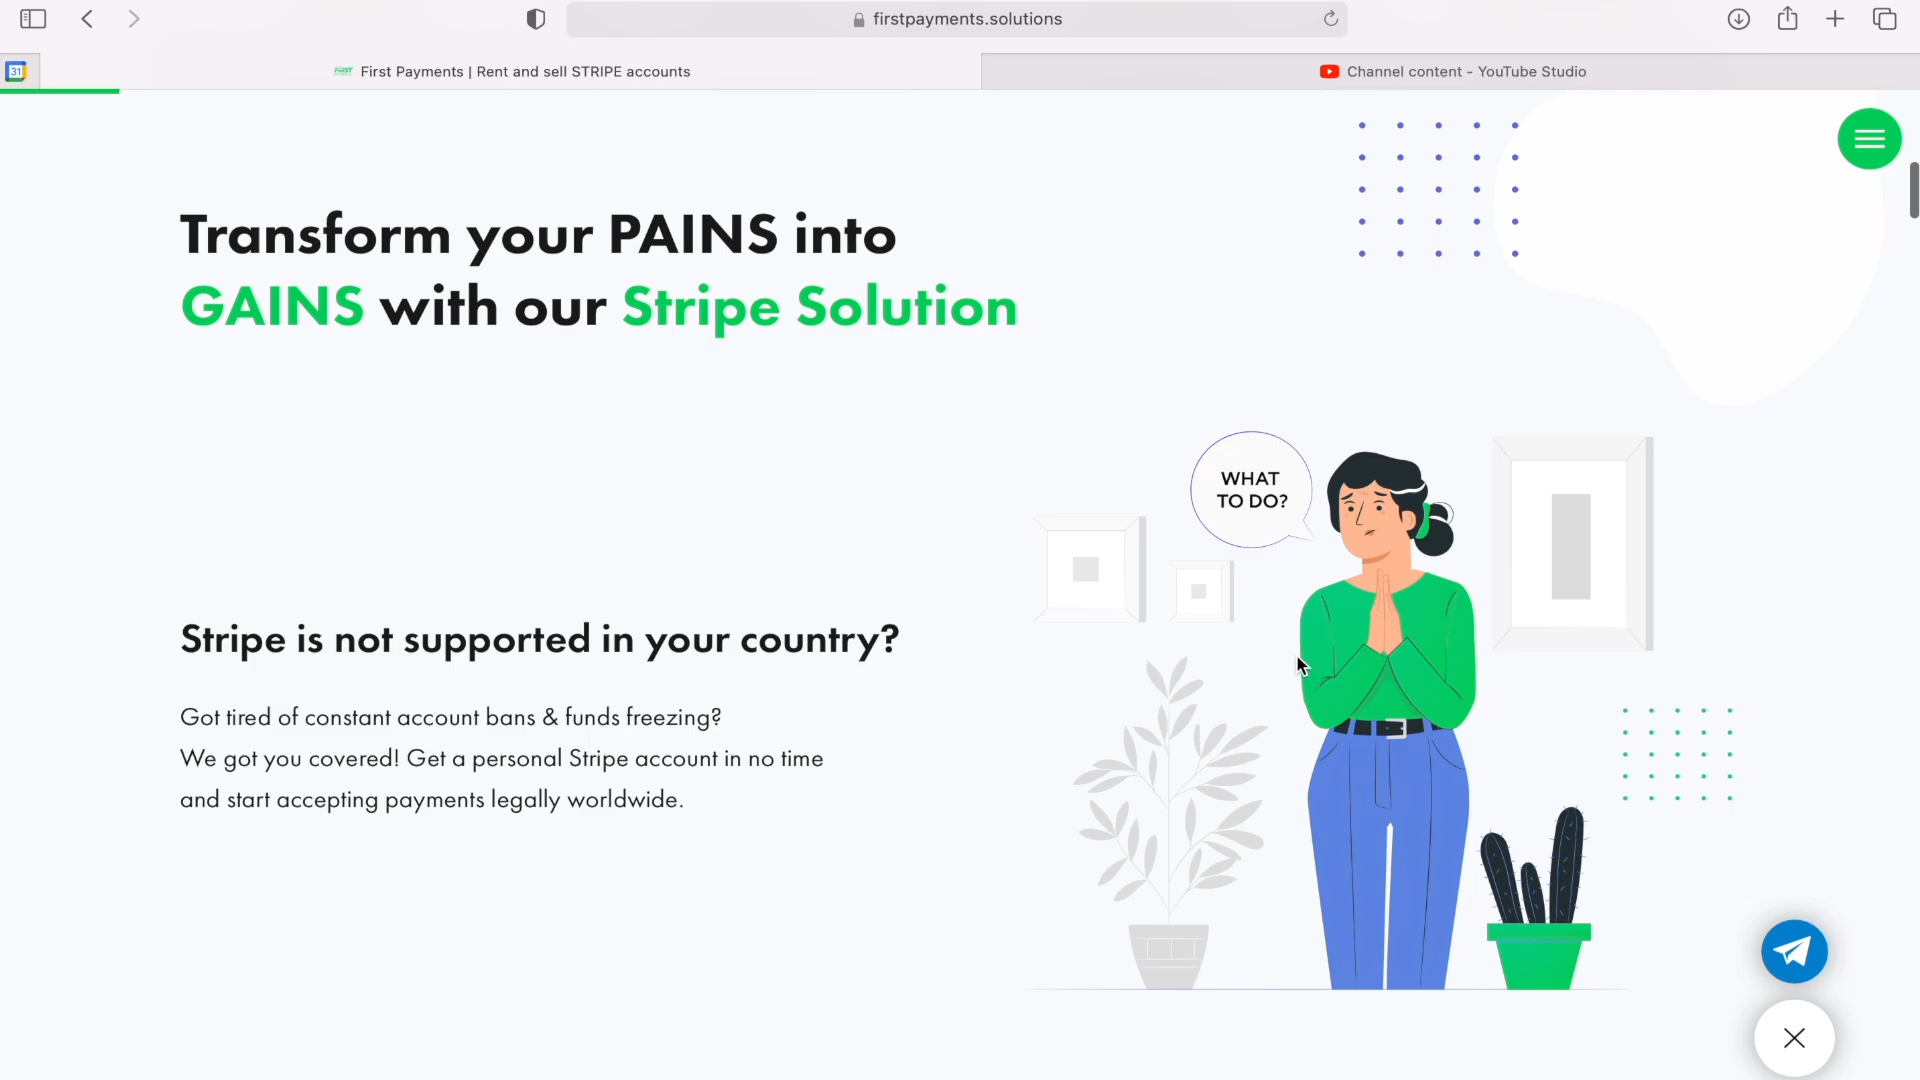 firstpayments.solutions
31
FIRST
First Payments | Rent and sell STRIPE accounts
Channel content - YouTube Studio
Transform your PAINS into
GAINS with our Stripe Solution
WHAT
TO DO?
Stripe is not supported in your country?
Got tired of constant account bans & funds freezing?
We got you covered! Get a personal Stripe account in no time
and start accepting payments legally worldwide.